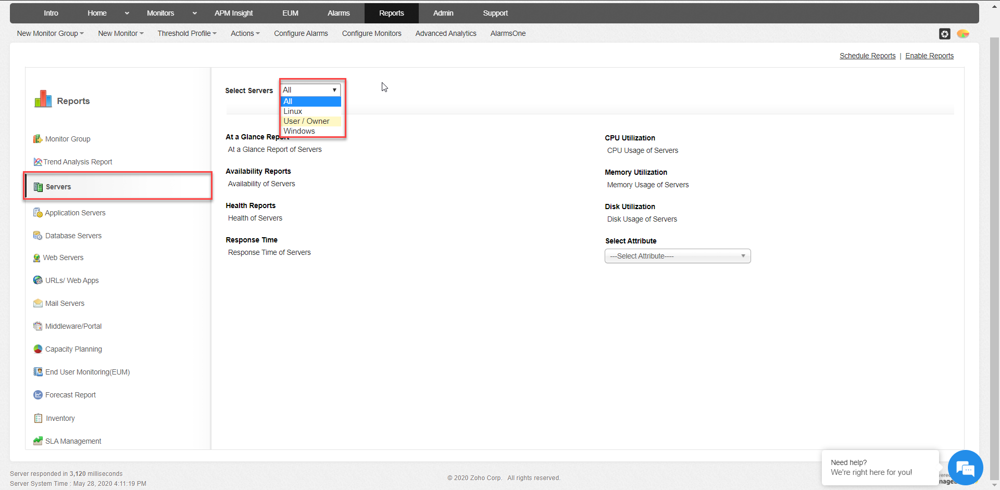 Intro Home Monitors APM Insight EUM Alarms Reports Admin Support
New Monitor Group New Monitor Threshold Profile Actions Configure Alarms Configure Monitors Advanced Analytics AlarmsOne
Schedule Reports | Enable Reports
Reports
Monitor Group
Trend Analysis Report
Servers
Application Servers
Database Servers
Web Servers
URLs/ Web Apps
Mail Servers
Middleware/Portal
Capacity Planning
End User Monitoring(EUM)
Forecast Report
Inventory
SLA Management
Select Servers All
All
Linux
User / Owner
Windows
At a Glance Report
At a Glance Report of Servers
Availability Reports
Availability of Servers
Health Reports
Health of Servers
Response Time
Response Time of Servers
CPU Utilization
CPU Usage of Servers
Memory Utilization
Memory Usage of Servers
Disk Utilization
Disk Usage of Servers
Select Attribute
---Select Attribute----
Need help?
We're right here for you!
Server responded in 3,120 milliseconds
Server System Time : May 28, 2020 4:11:19 PM
© 2020 Zoho Corp. All rights reserved.